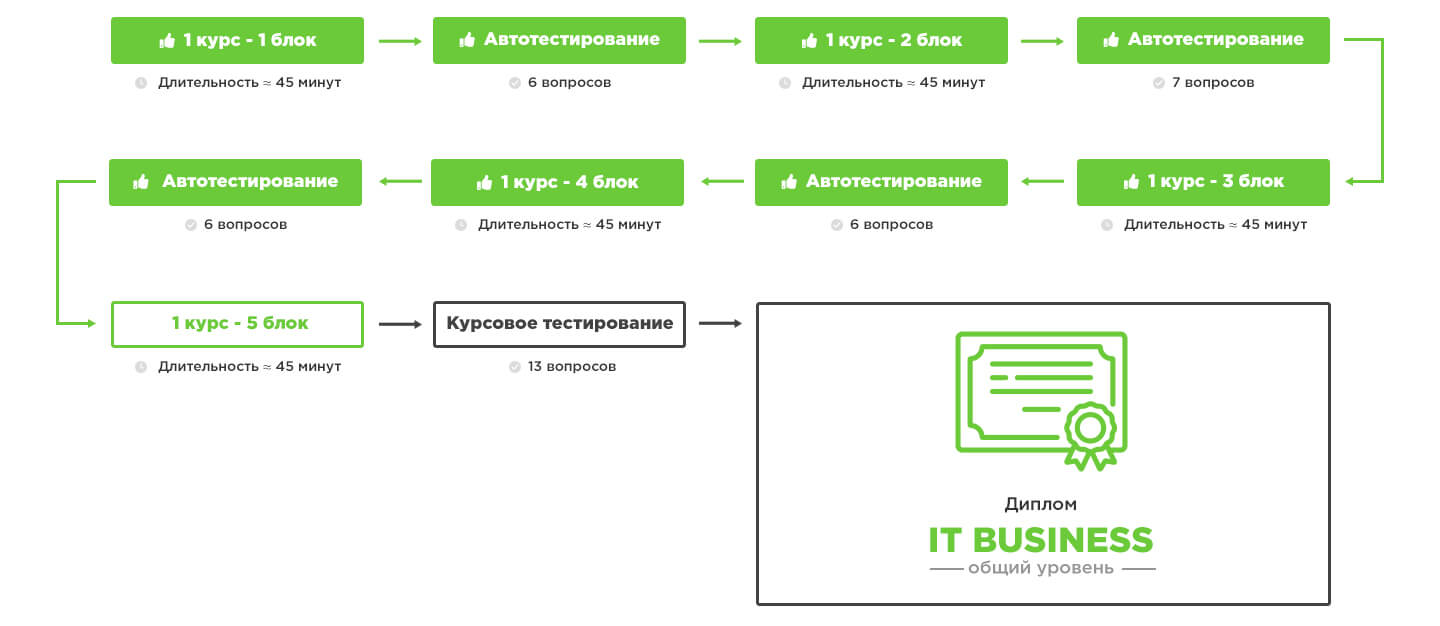 1 курс - 1 блок
Длительность ≈ 45 минут
Автотестирование
6 вопросов
1 курс - 2 блок
Длительность ≈ 45 минут
Автотестирование
7 вопросов
1 курс - 3 блок
Длительность ≈ 45 минут
Автотестирование
6 вопросов
1 курс - 4 блок
Длительность ≈ 45 минут
Автотестирование
6 вопросов
1 курс - 5 блок
Длительность ≈ 45 минут
Курсовое тестирование
13 вопросов
Диплом
IT BUSINESS
общий уровень